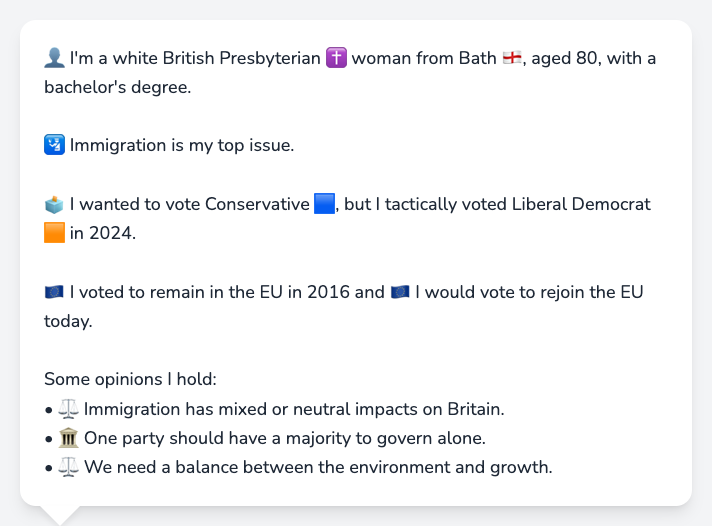 👤 I'm a white British Presbyterian ✝️ woman from Bath 🏴󠁧󠁢󠁥󠁮󠁧󠁿, aged 80, with a
bachelor's degree.
🛂 Immigration is my top issue.
🗳️ I wanted to vote Conservative 🟦, but I tactically voted Liberal Democrat
🟧 in 2024.
🇪🇺 I voted to remain in the EU in 2016 and 🇪🇺 I would vote to rejoin the EU
today.
Some opinions I hold:
• ⚖️ Immigration has mixed or neutral impacts on Britain.
• 🏛️ One party should have a majority to govern alone.
• ⚖️ We need a balance between the environment and growth.